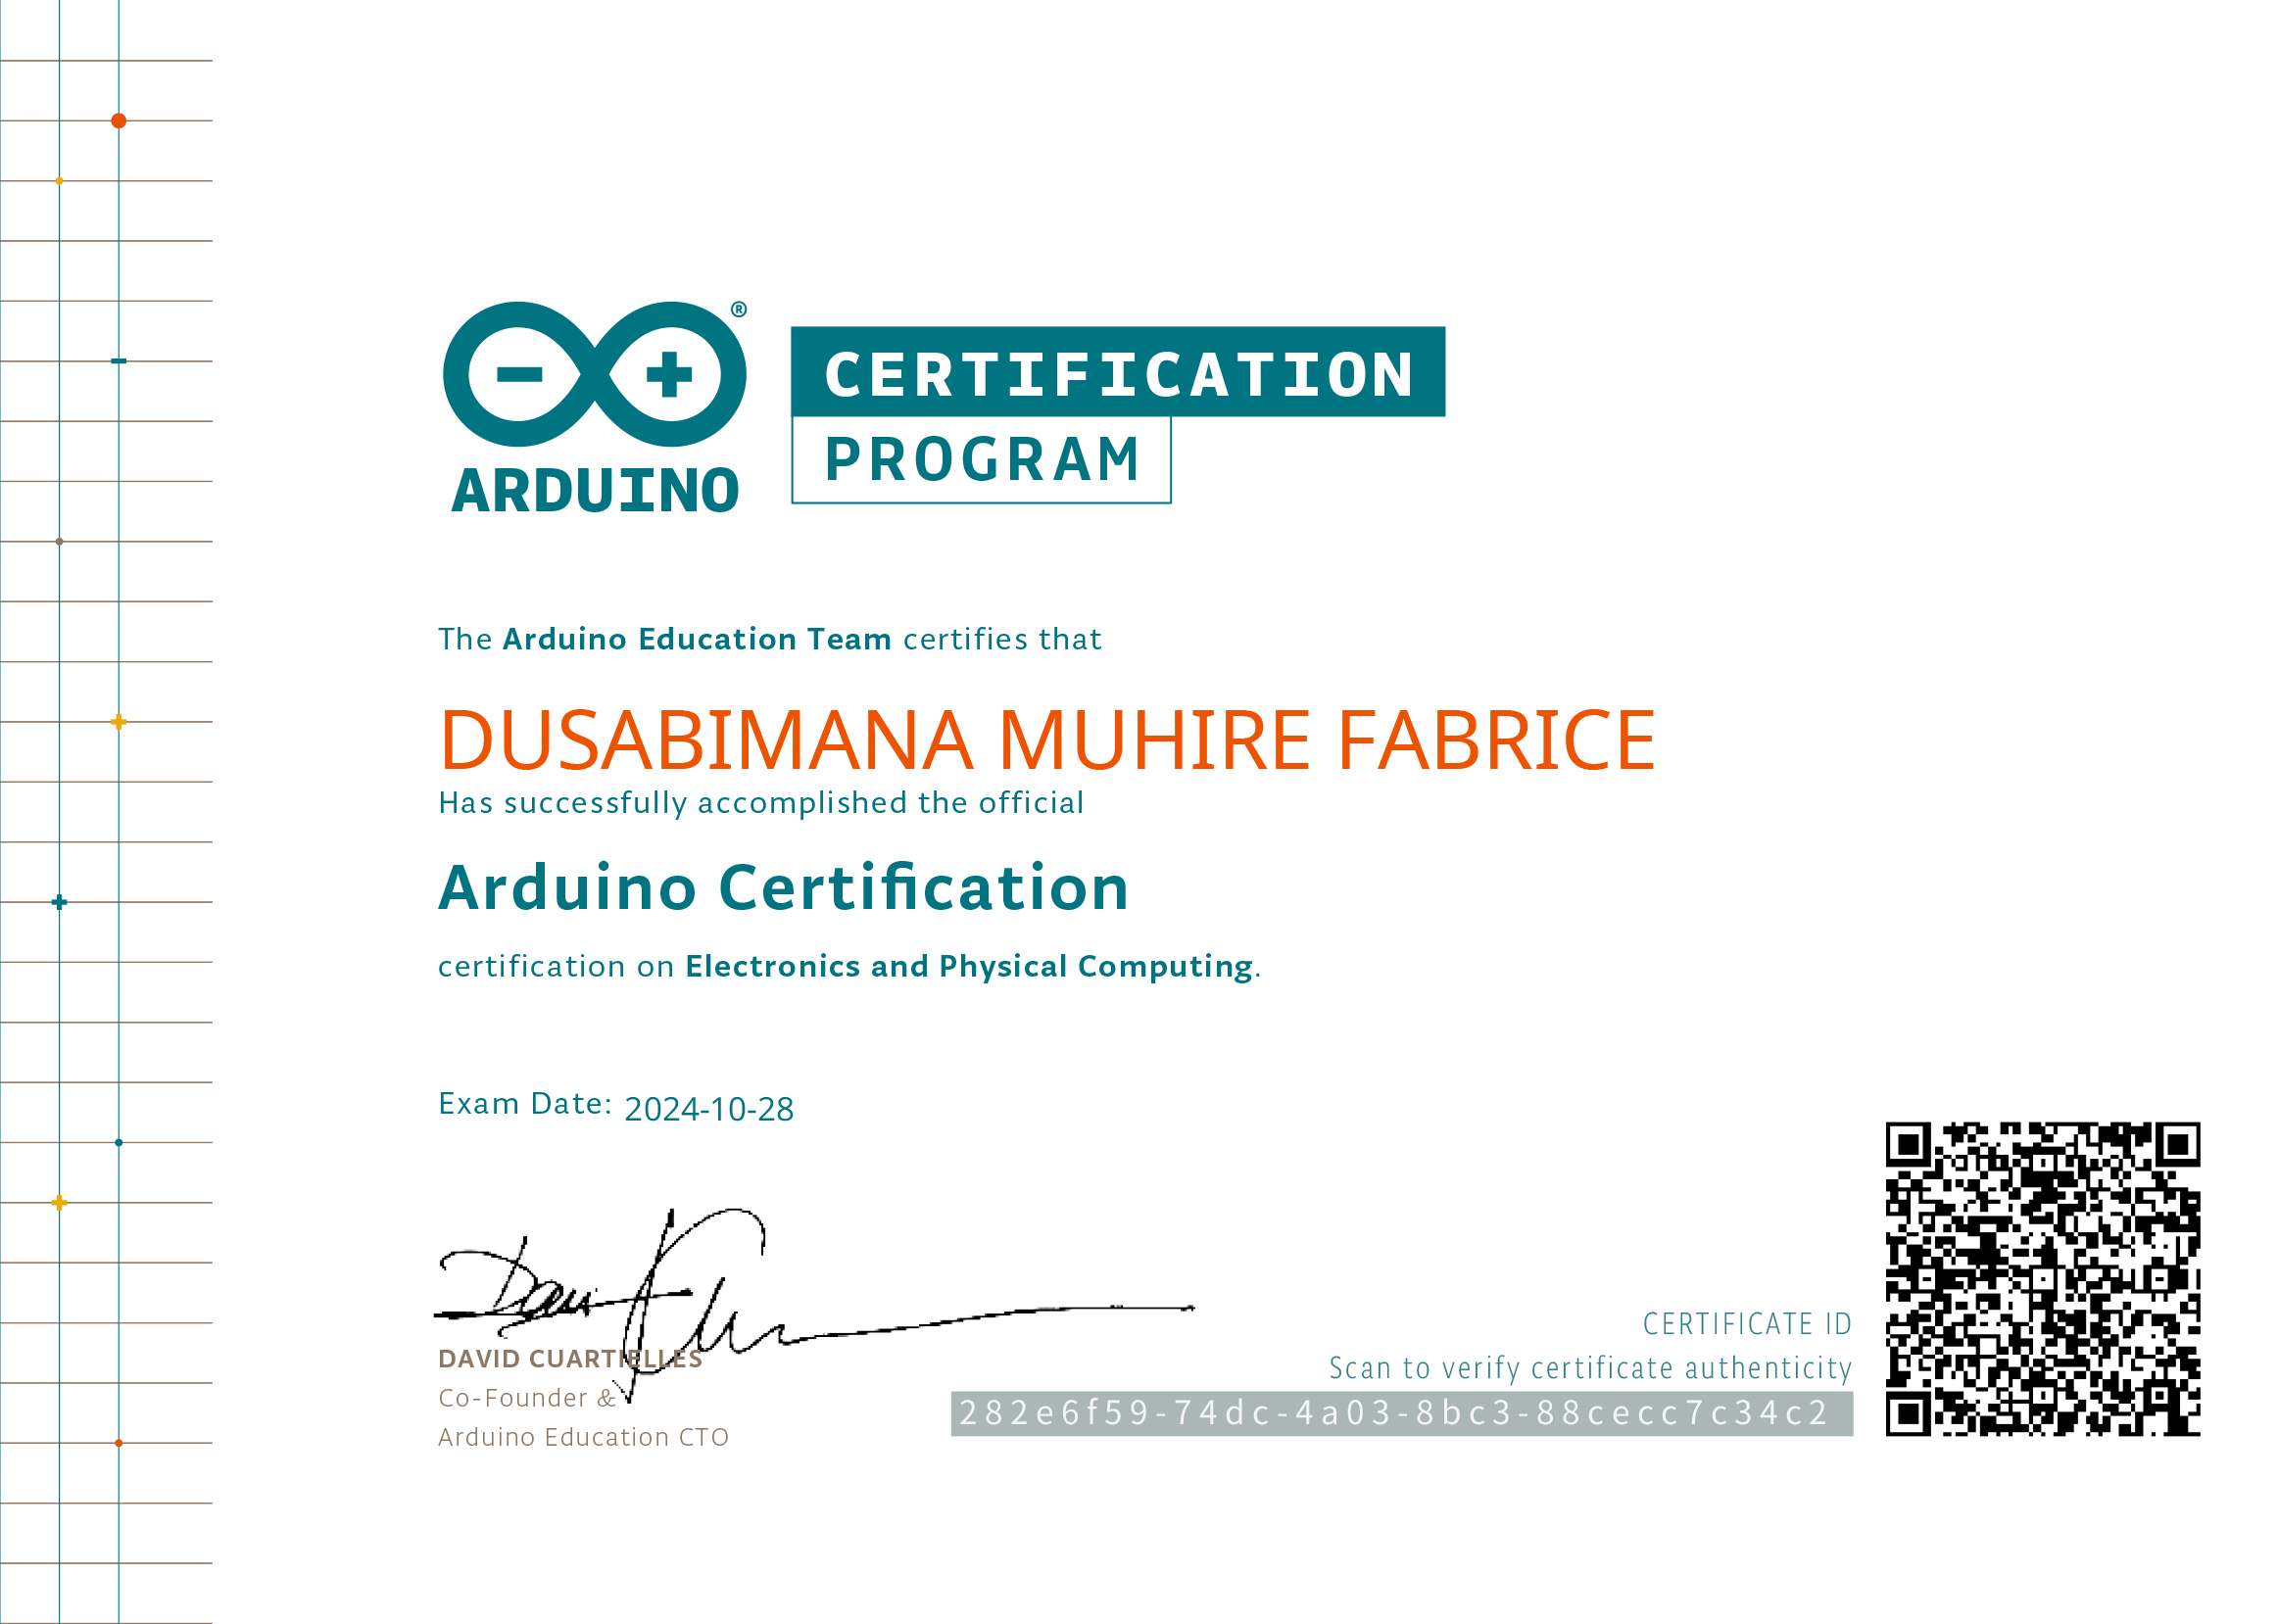 ®
ARDUINO
CERTIFICATION
PROGRAM
The Arduino Education Team certifies that
DUSABIMANA MUHIRE FABRICE
Has successfully accomplished the official
Arduino Certification
certification on Electronics and Physical Computing.
Exam Date: 2024-10-28
DAVID CUARTIELLES
Co-Founder &
Arduino Education CTO
CERTIFICATE ID
Scan to verify certificate authenticity
282e6f59-74dc-4a03-8bc3-88cecc7c34c2